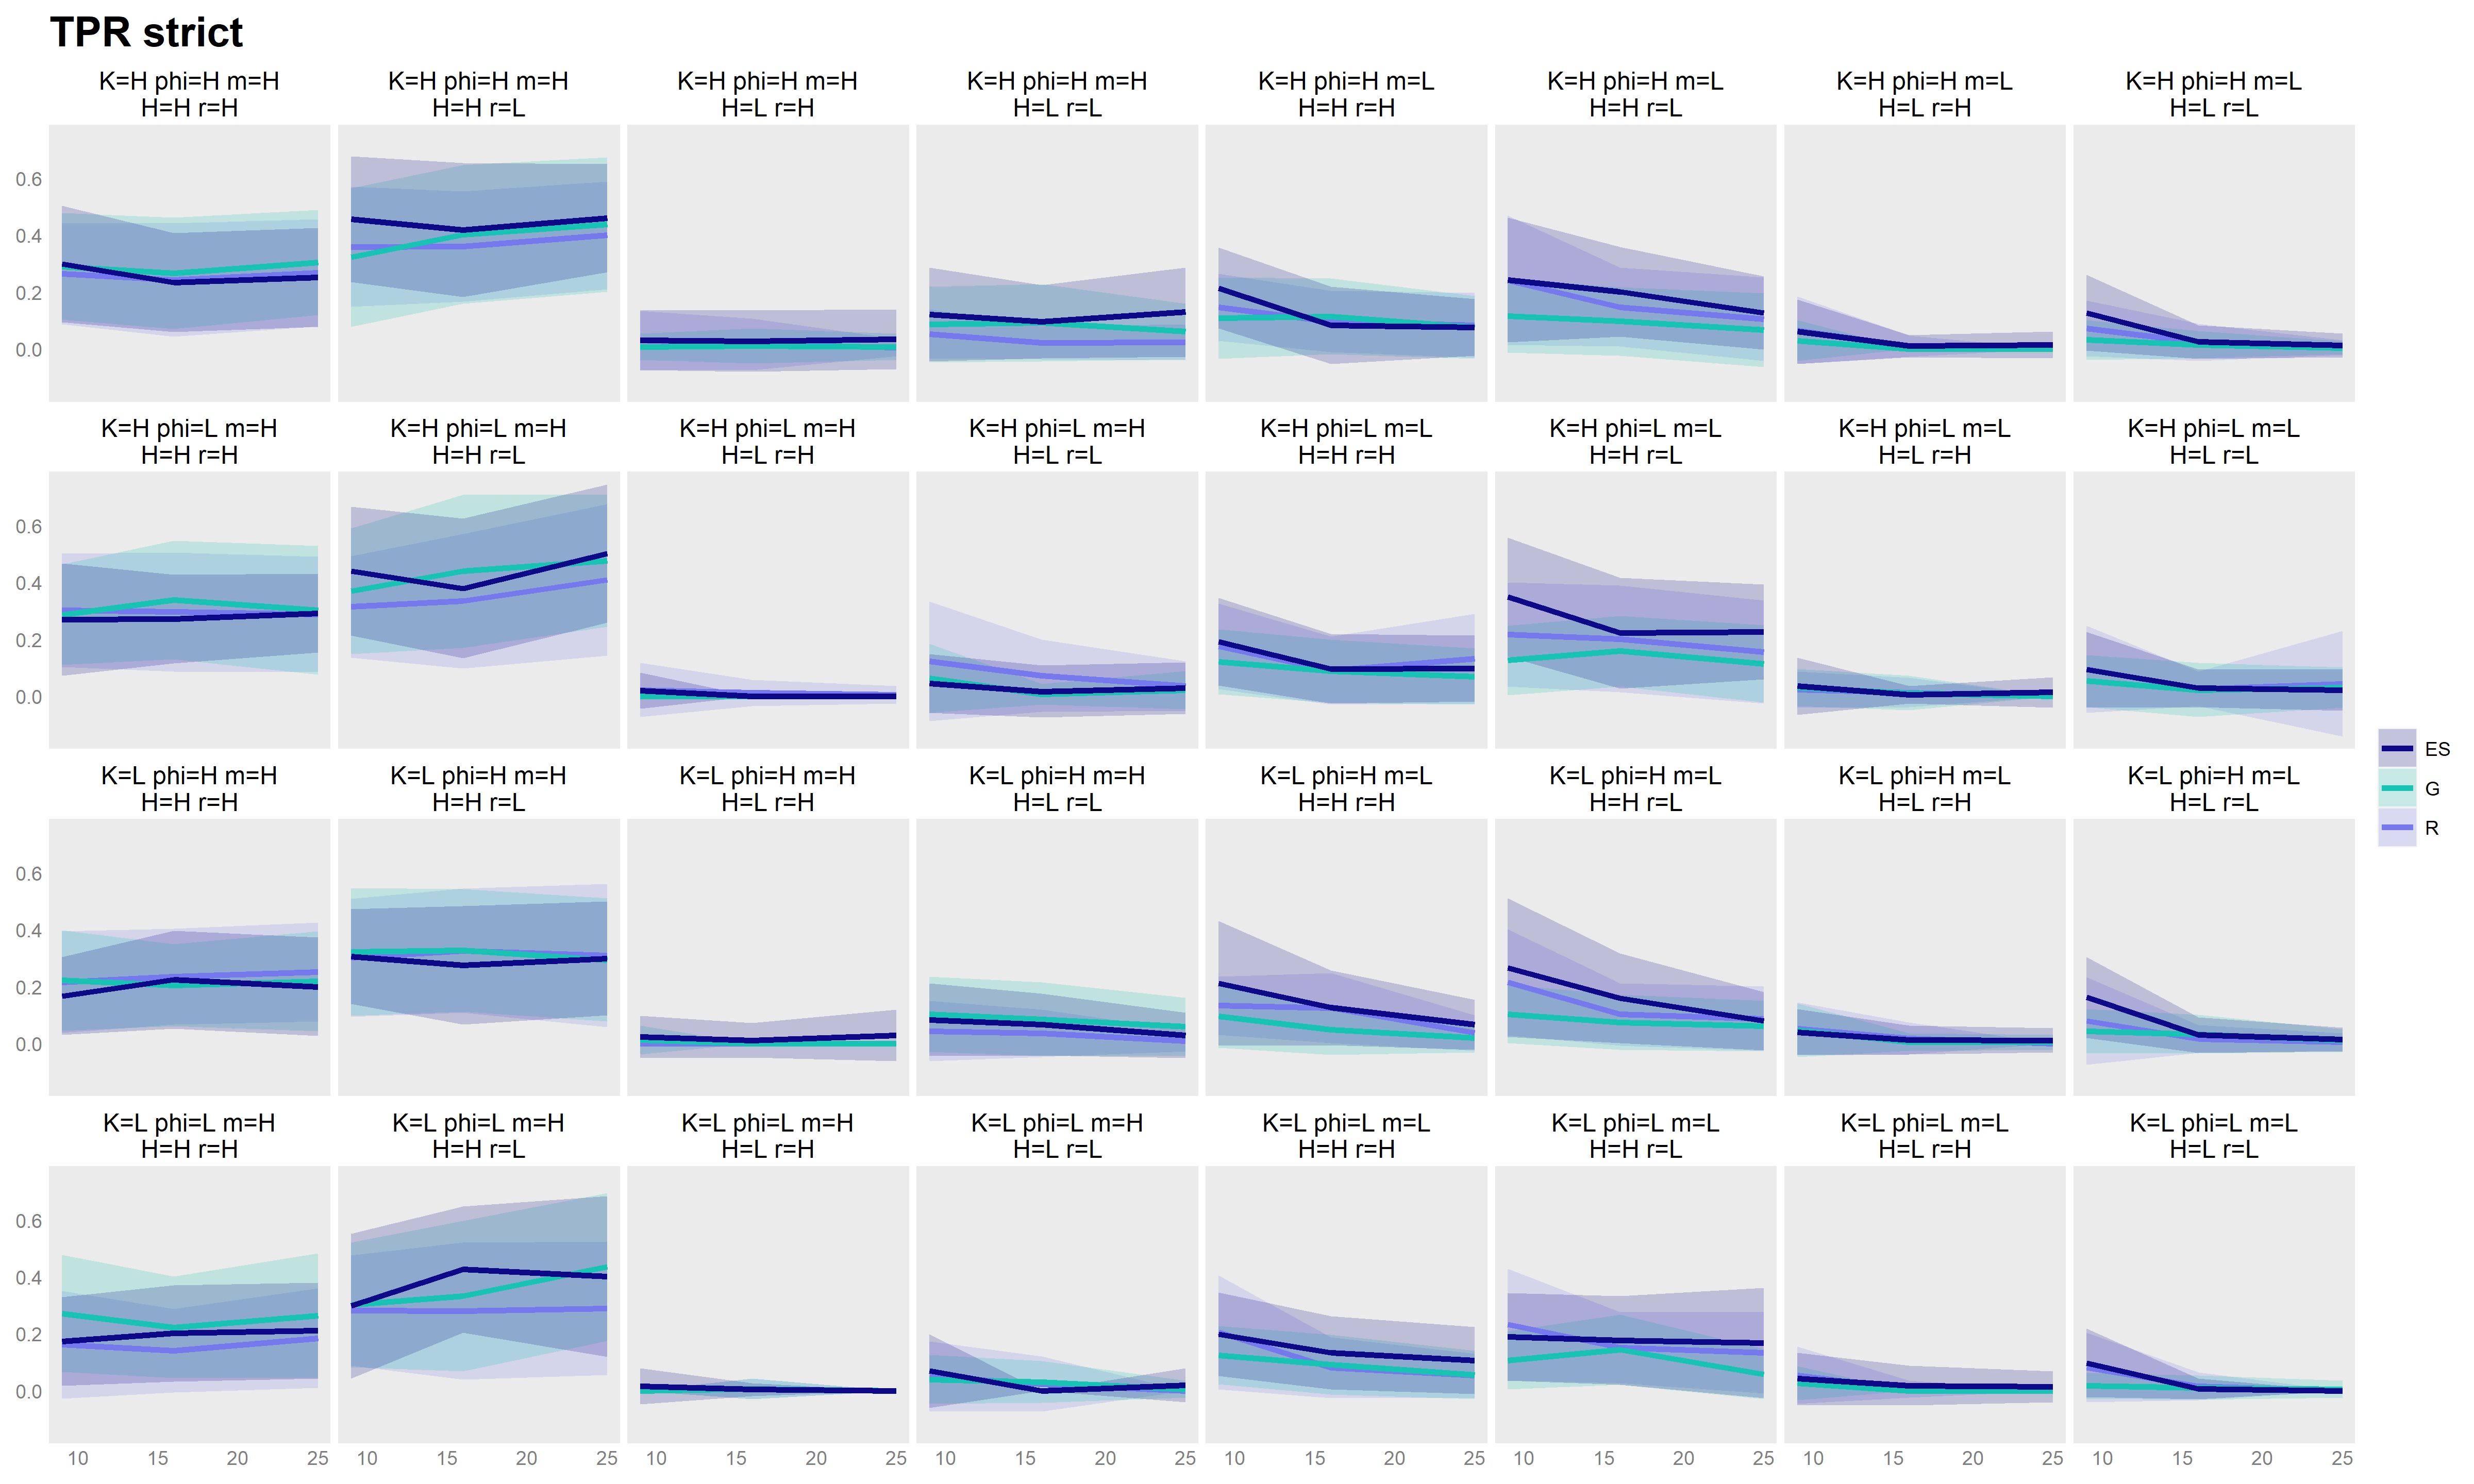 TPR strict
K=H phi=H m=H K=H phi=H m=H K=H phi=H m=H K=H phi=H m=H K=H phi=H m=L K=H phi=H m=L K=H phi=H m=L K=H phi=H m=L
H=H r=H H=H r=L H=L r=H H=L r=L H=H r=H H=H r=L H=L r=H H=L r=L
0.6
0.4
0.2
0.0
K=H phi=L m=H K=H phi=L m=H K=H phi=L m=H K=H phi=L m=H K=H phi=L m=L K=H phi=L m=L K=H phi=L m=L K=H phi=L m=L
H=H r=H H=H r=L H=L r=H H=L r=L H=H r=H H=H r=L H=L r=H H=L r=L
0.6
0.4
0.2
0.0
K=L phi=H m=H K=L phi=H m=H K=L phi=H m=H K=L phi=H m=H K=L phi=H m=L K=L phi=H m=L K=L phi=H m=L K=L phi=H m=L
H=H r=H H=H r=L H=L r=H H=L r=L H=H r=H H=H r=L H=L r=H H=L r=L
0.6
0.4
0.2
0.0
K=L phi=L m=H K=L phi=L m=H K=L phi=L m=H K=L phi=L m=H K=L phi=L m=L K=L phi=L m=L K=L phi=L m=L K=L phi=L m=L
H=H r=H H=H r=L H=L r=H H=L r=L H=H r=H H=H r=L H=L r=H H=L r=L
0.6
0.4
0.2
0.0
10 15 20 25 10 15 20 25 10 15 20 25 10 15 20 25 10 15 20 25 10 15 20 25 10 15 20 25 10 15 20 25
ES
G
R